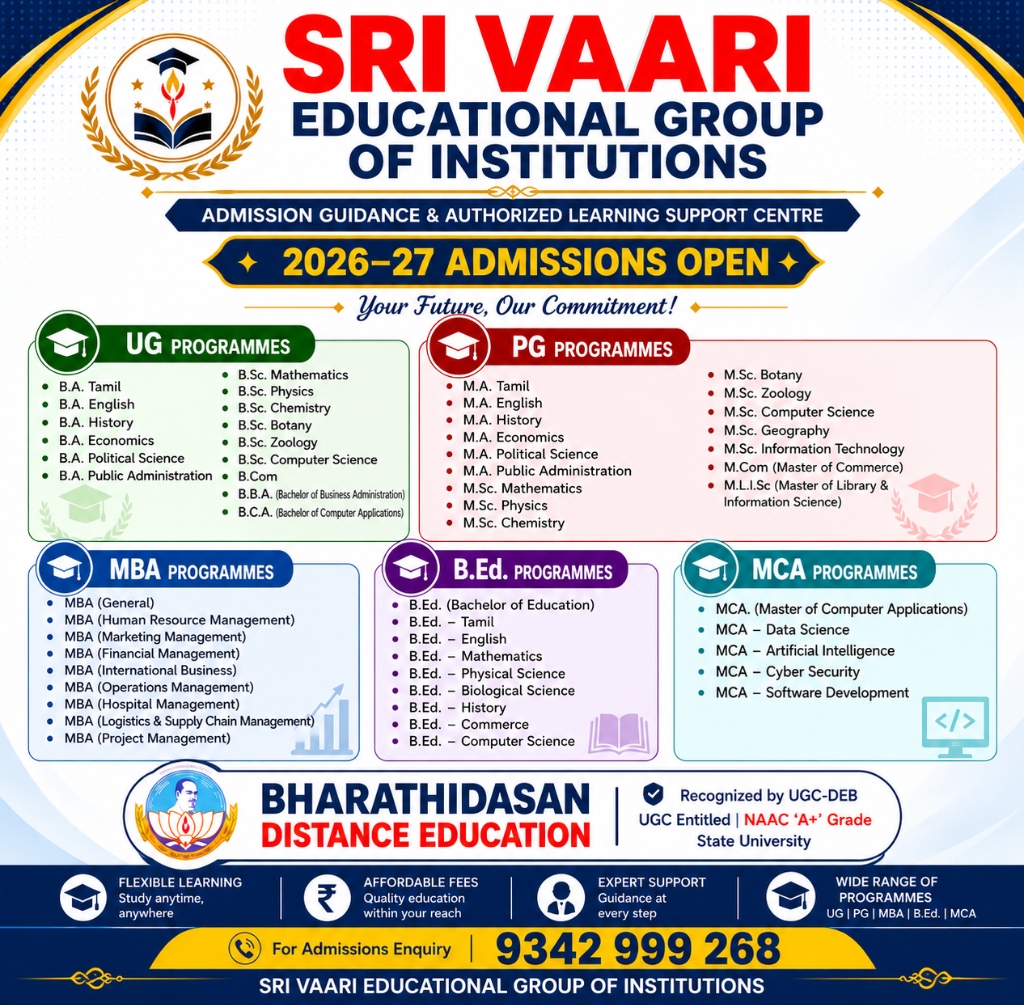 SRI VAARI
EDUCATIONAL GROUP
OF INSTITUTIONS
ADMISSION GUIDANCE & AUTHORIZED LEARNING SUPPORT CENTRE
2026–27 ADMISSIONS OPEN
Your Future, Our Commitment!
UG PROGRAMMES
• B.A. Tamil
• B.A. English
• B.A. History
• B.A. Economics
• B.A. Political Science
• B.A. Public Administration
• B.Sc. Mathematics
• B.Sc. Physics
• B.Sc. Chemistry
• B.Sc. Botany
• B.Sc. Zoology
• B.Sc. Computer Science
• B.Com
• B.B.A. (Bachelor of Business Administration)
• B.C.A. (Bachelor of Computer Applications)
PG PROGRAMMES
• M.A. Tamil
• M.A. English
• M.A. History
• M.A. Economics
• M.A. Political Science
• M.A. Public Administration
• M.Sc. Mathematics
• M.Sc. Physics
• M.Sc. Chemistry
• M.Sc. Botany
• M.Sc. Zoology
• M.Sc. Computer Science
• M.Sc. Geography
• M.Sc. Information Technology
• M.Com (Master of Commerce)
• M.L.I.Sc (Master of Library &
Information Science)
MBA PROGRAMMES
• MBA (General)
• MBA (Human Resource Management)
• MBA (Marketing Management)
• MBA (Financial Management)
• MBA (International Business)
• MBA (Operations Management)
• MBA (Hospital Management)
• MBA (Logistics & Supply Chain Management)
• MBA (Project Management)
B.Ed. PROGRAMMES
• B.Ed. (Bachelor of Education)
• B.Ed. – Tamil
• B.Ed. – English
• B.Ed. – Mathematics
• B.Ed. – Physical Science
• B.Ed. – Biological Science
• B.Ed. – History
• B.Ed. – Commerce
• B.Ed. – Computer Science
MCA PROGRAMMES
• MCA. (Master of Computer Applications)
• MCA – Data Science
• MCA – Artificial Intelligence
• MCA – Cyber Security
• MCA – Software Development
</>
BHARATHIDASAN
DISTANCE EDUCATION
Recognized by UGC-DEB
UGC Entitled | NAAC ‘A+’ Grade
State University
FLEXIBLE LEARNING
Study anytime,
anywhere
₹
AFFORDABLE FEES
Quality education
within your reach
EXPERT SUPPORT
Guidance at
every step
WIDE RANGE OF
PROGRAMMES
UG | PG | MBA | B.Ed. | MCA
For Admissions Enquiry | 9342 999 268
SRI VAARI EDUCATIONAL GROUP OF INSTITUTIONS